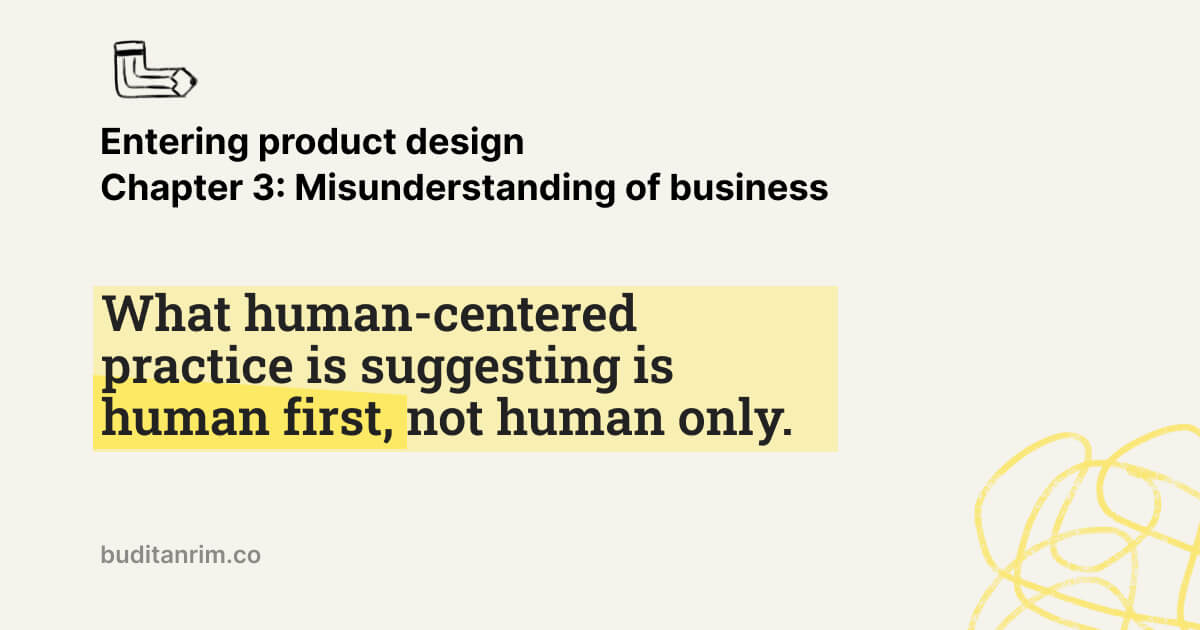 Entering product design
Chapter 3: Misunderstanding of business
What human-centered
practice is suggesting is
human first, not human only.
buditanrim.co